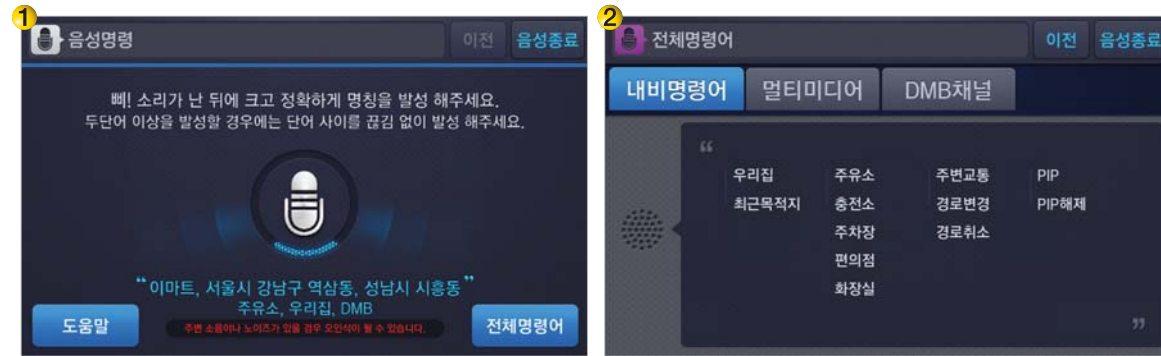 1
음성명령
이전
음성종료
삐! 소리가 난 뒤에 크고 정확하게 명칭을 발성 해주세요.
두단어 이상을 발성할 경우에는 단어 사이를 끊김 없이 발성 해주세요.
“이마트, 서울시 강남구 역삼동, 성남시 시흥동”
주유소, 우리집, DMB
도움말
주변 소음이나 노이즈가 있을 경우 오인식이 될 수 있습니다.
전체명령어
2
전체명령어
이전
음성종료
내비명령어
멀티미디어
DMB채널
“
우리집
최근목적지
주유소
충전소
주차장
편의점
화장실
주변교통
경로변경
경로취소
PIP
PIP해제
”